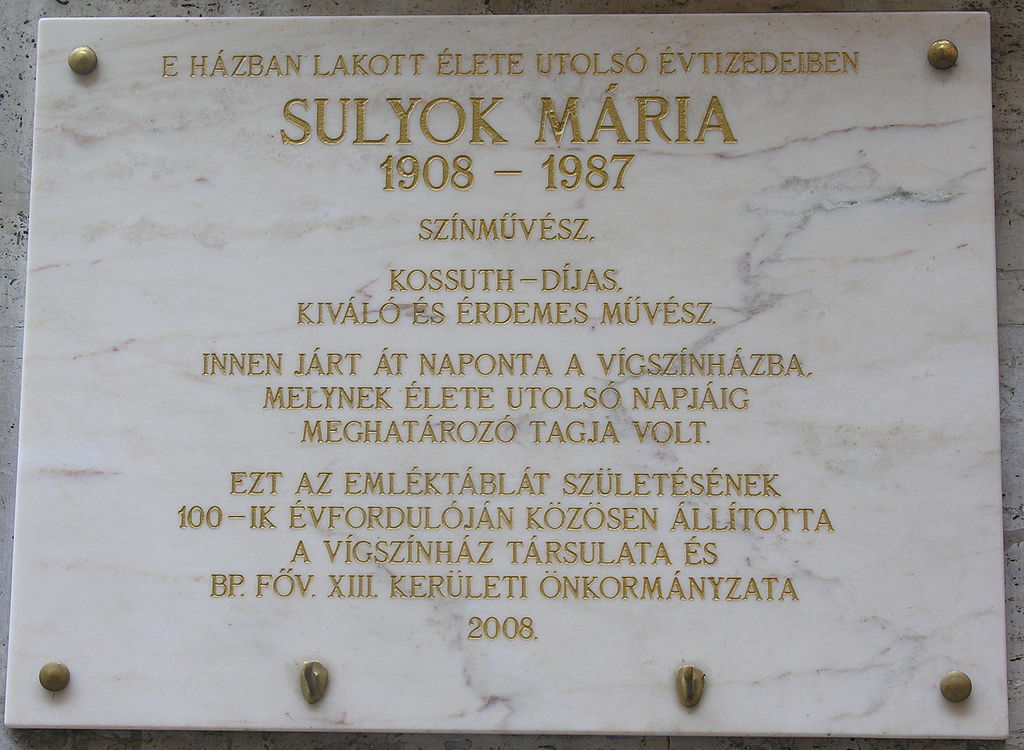 E HÁZBAN LAKOTT ÉLETE UTOLSÓ ÉVTIZEDEIBEN
SULYOK MÁRIA
1908 – 1987
SZÍNMŰVÉSZ,
KOSSUTH–DÍJAS,
KIVÁLÓ ÉS ÉRDEMES MŰVÉSZ.
INNEN JÁRT ÁT NAPONTA A VÍGSZÍNHÁZBA,
MELYNEK ÉLETE UTOLSÓ NAPJÁIG
MEGHATÁROZÓ TAGJA VOLT.
EZT AZ EMLÉKTÁBLÁT SZÜLETÉSÉNEK
100–IK ÉVFORDULÓJÁN KÖZÖSEN ÁLLÍTOTTA
A VÍGSZÍNHÁZ TÁRSULATA ÉS
BP. FŐV. XIII. KERÜLETI ÖNKORMÁNYZATA
2008.